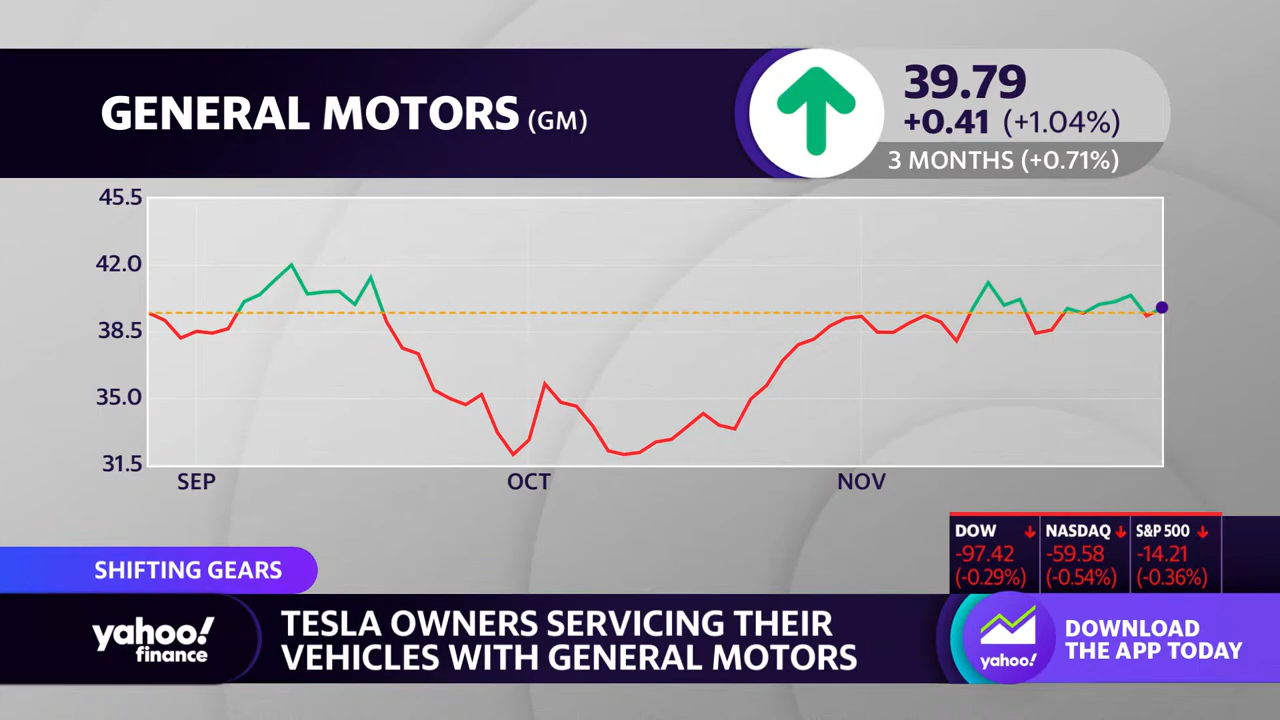 GENERAL MOTORS (GM)
39.79
+0.41 (+1.04%)
3 MONTHS (+0.71%)
45.5
42.0
38.5
35.0
31.5
SEP OCT NOV
DOW NASDAQ S&P 500
-97.42 -59.58 -14.21
(-0.29%) (-0.54%) (-0.36%)
SHIFTING GEARS
yahoo!
finance
TESLA OWNERS SERVICING THEIR
VEHICLES WITH GENERAL MOTORS
yahoo!
DOWNLOAD
THE APP TODAY